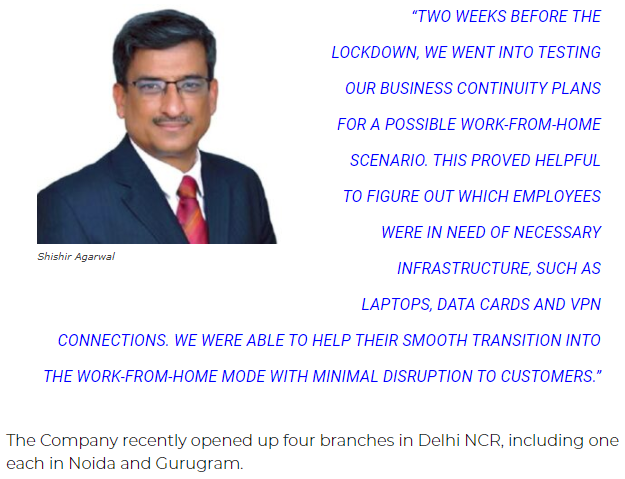 “TWO WEEKS BEFORE THE
LOCKDOWN, WE WENT INTO TESTING
OUR BUSINESS CONTINUITY PLANS
FOR A POSSIBLE WORK-FROM-HOME
SCENARIO. THIS PROVED HELPFUL
TO FIGURE OUT WHICH EMPLOYEES
WERE IN NEED OF NECESSARY
INFRASTRUCTURE, SUCH AS
LAPTOPS, DATA CARDS AND VPN
CONNECTIONS. WE WERE ABLE TO HELP THEIR SMOOTH TRANSITION INTO
THE WORK-FROM-HOME MODE WITH MINIMAL DISRUPTION TO CUSTOMERS.”
Shishir Agarwal
The Company recently opened up four branches in Delhi NCR, including one
each in Noida and Gurugram.